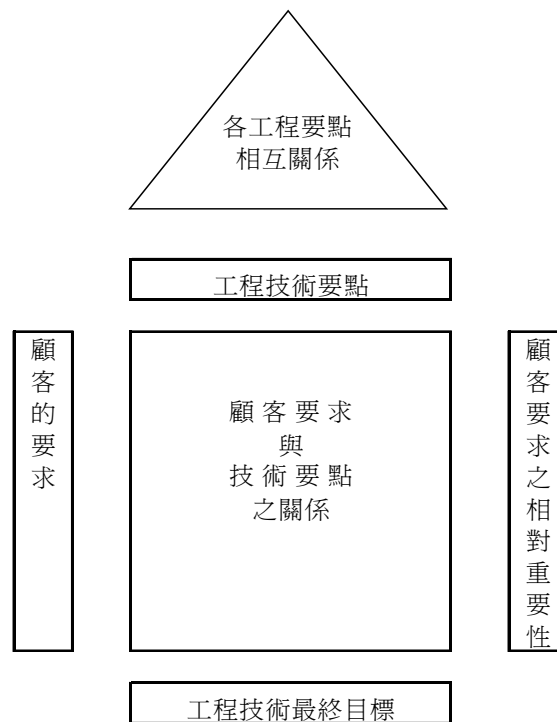 各工程要點
相互關係
工程技術要點
顧客的要求
顧客要求
與
技術要點
之關係
顧客要求之相對重要性
工程技術最終目標